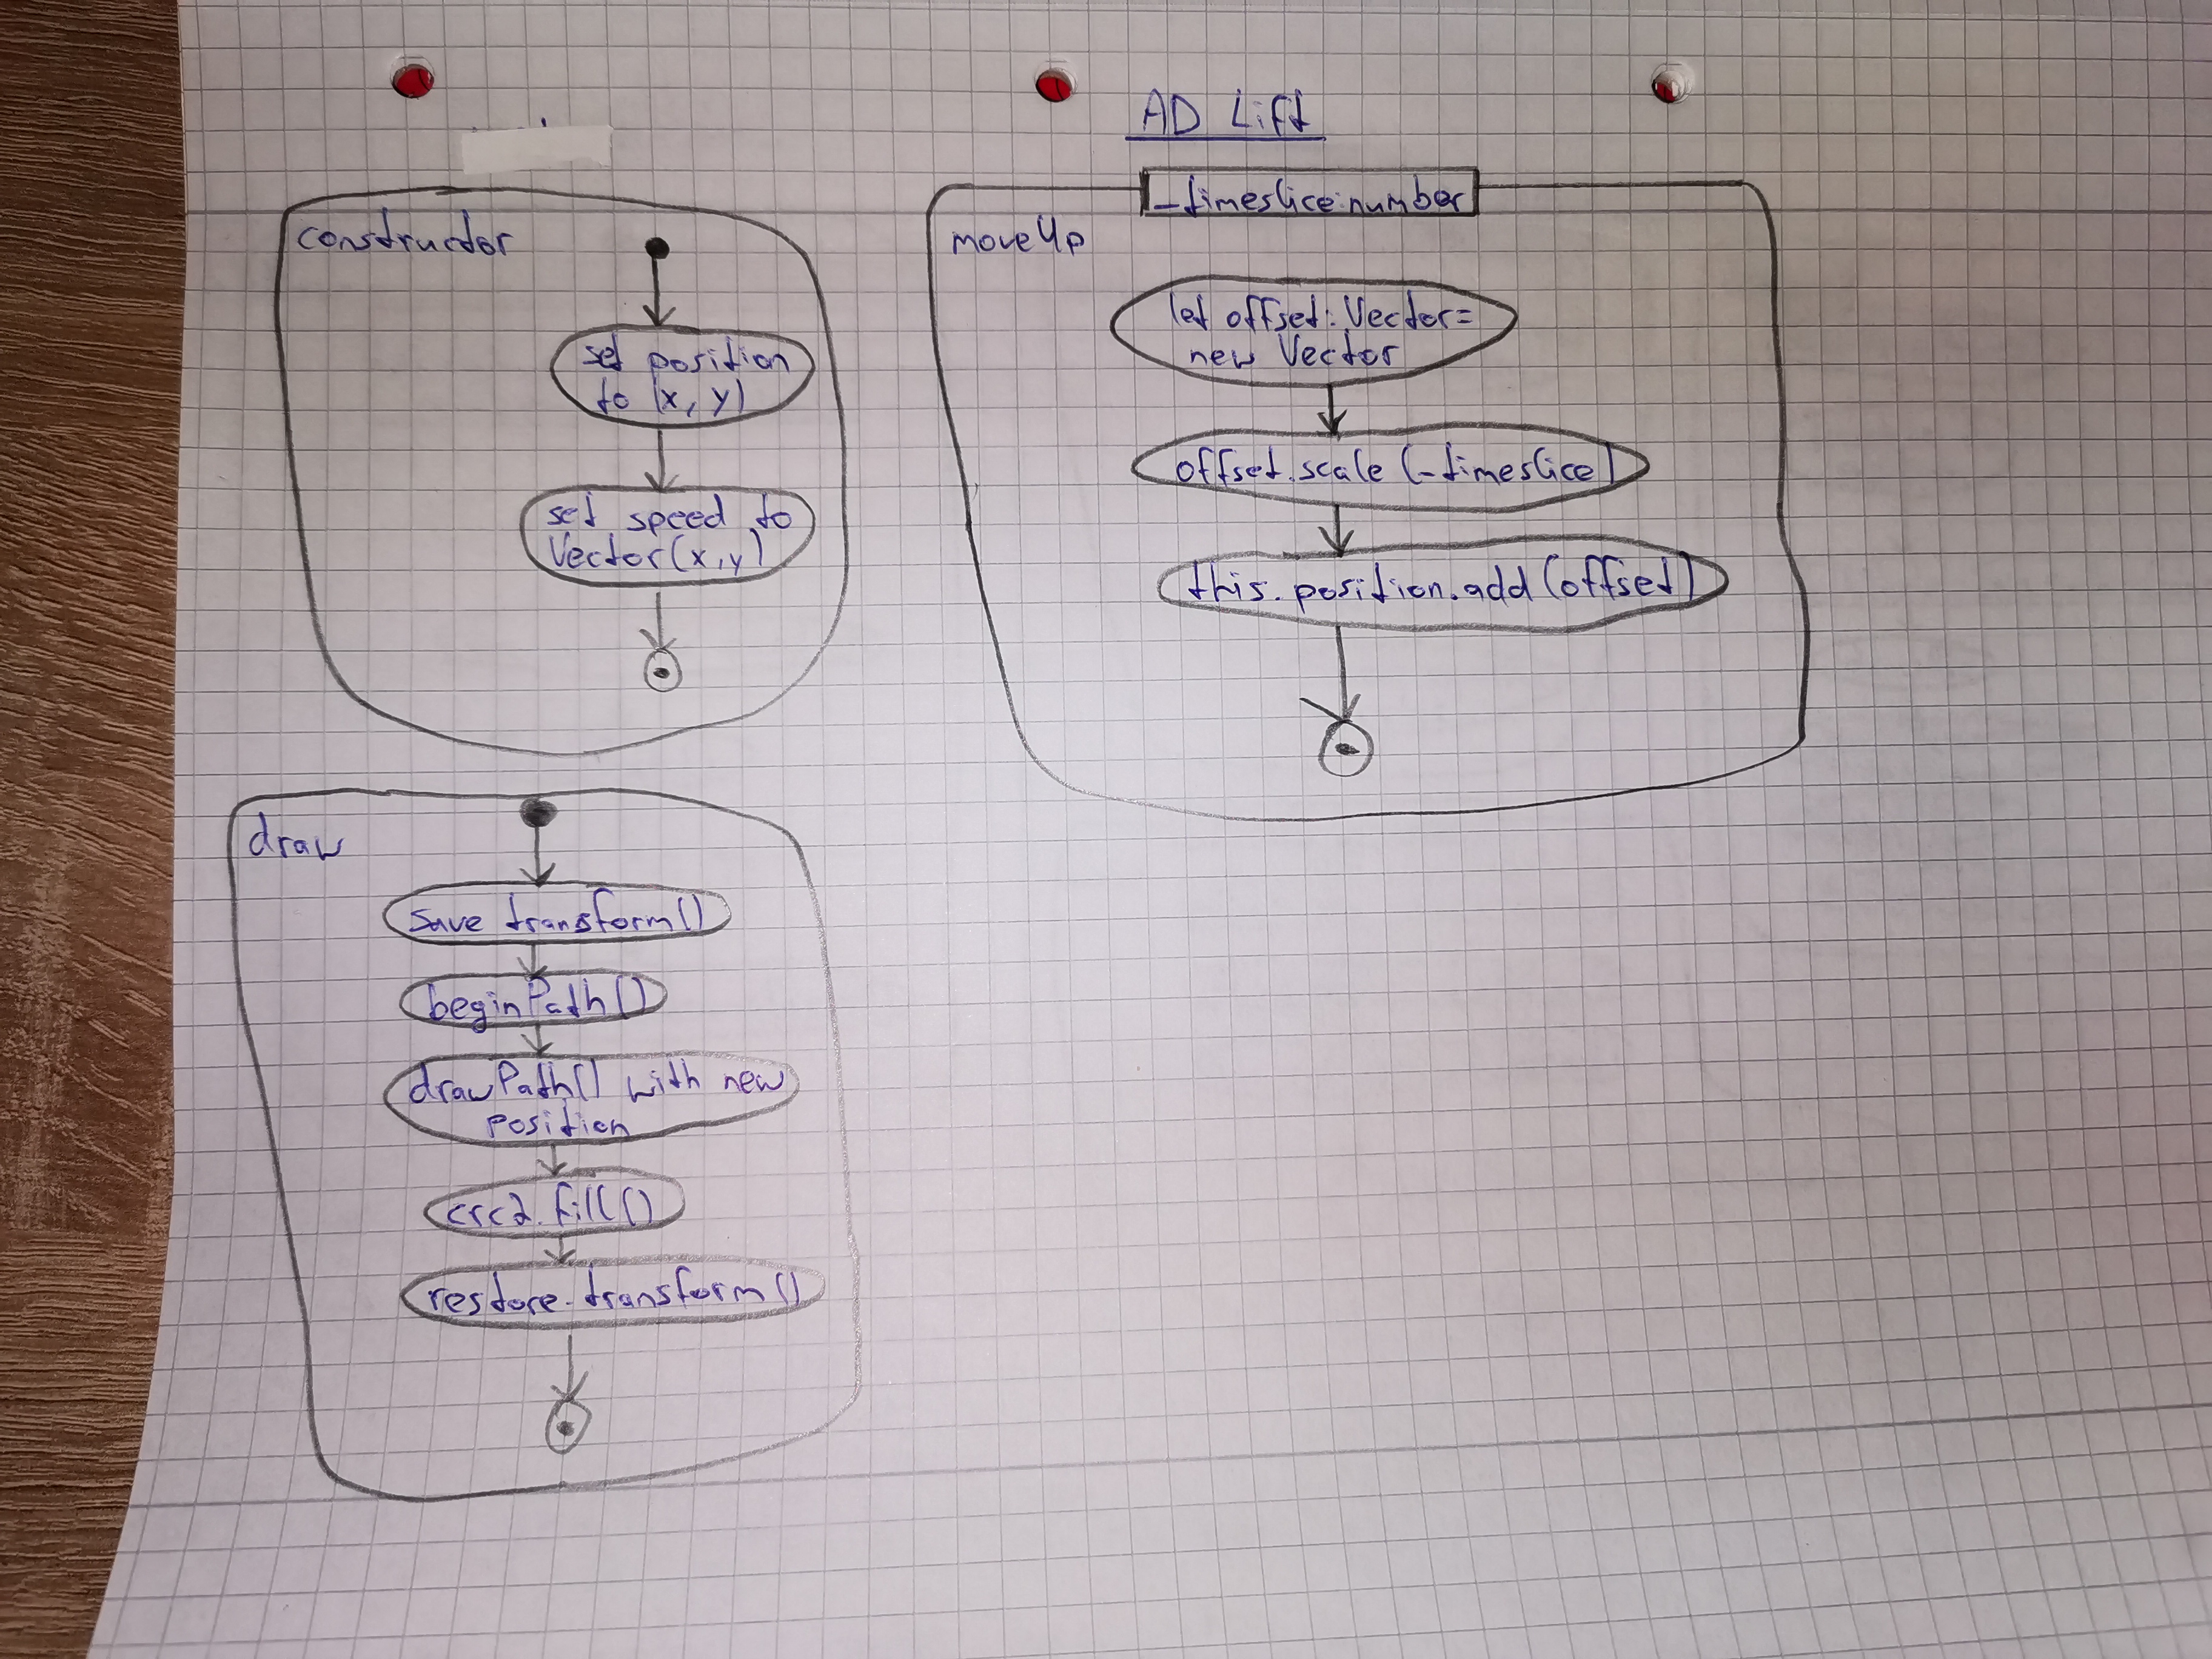 AD Lift
constructor
set position
to (x, y)
set speed to
Vector(x,y)
_timeslice:number
moveUp
let offset: Vector=
new Vector
offset.scale (_timeslice)
this.position.add (offset)
draw
save transform()
beginPath()
drawPath() with new
position
crc2.fill()
restore.transform()